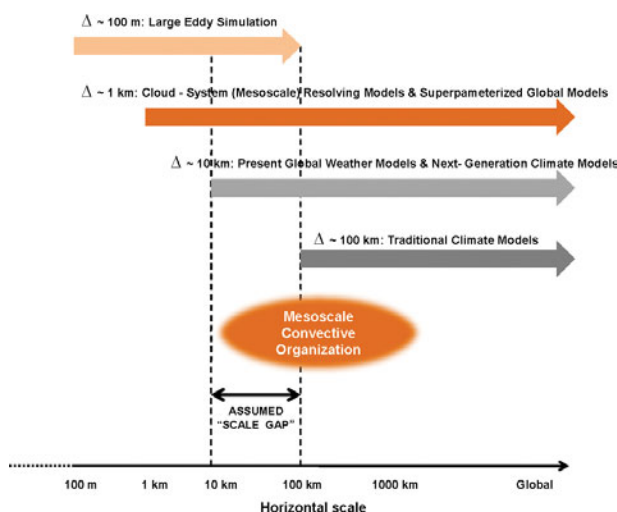 Δ ~ 100 m: Large Eddy Simulation
Δ ~ 1 km: Cloud - System (Mesoscale) Resolving Models & Superpameterized Global Models
Δ ~ 10 km: Present Global Weather Models & Next- Generation Climate Models
Δ ~ 100 km: Traditional Climate Models
Mesoscale
Convective
Organization
ASSUMED
"SCALE GAP"
100 m 1 km 10 km 100 km 1000 km Global
Horizontal scale